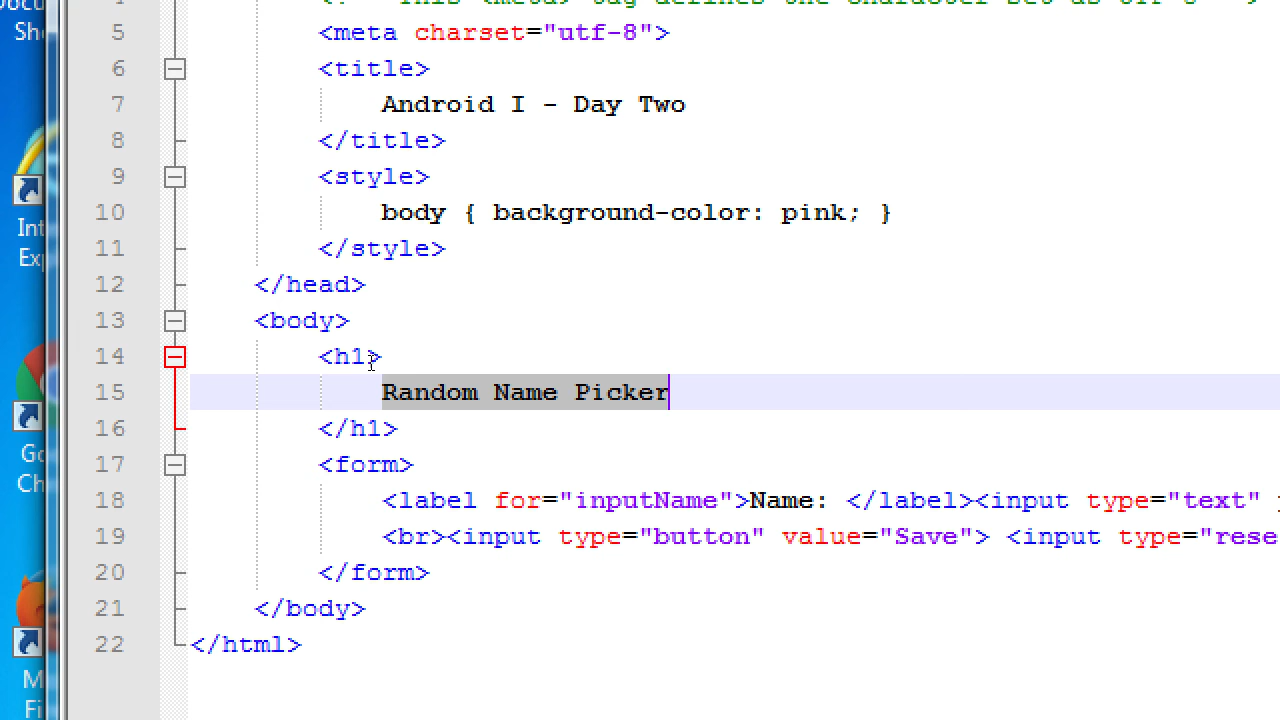 5 <meta charset="utf-8">
6 <title>
7 Android I - Day Two
8 </title>
9 <style>
10 body { background-color: pink; }
11 </style>
12 </head>
13 <body>
14 <h1>
15 Random Name Picker
16 </h1>
17 <form>
18 <label for="inputName">Name: </label><input type="text"
19 <br><input type="button" value="Save"> <input type="rese
20 </form>
21 </body>
22 </html>